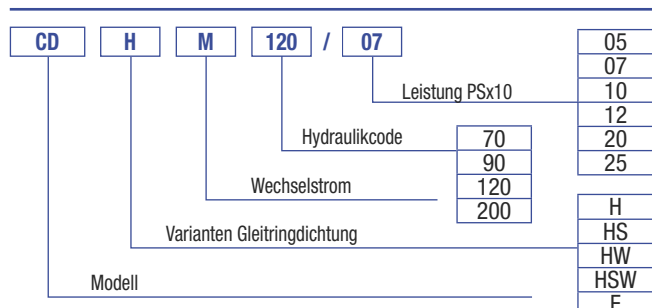 CD H M 120 / 07
05
07
Leistung PSx10 10
12
Hydraulikcode 70 20
90 25
Wechselstrom 120
200 H
Varianten Gleitringdichtung HS
HW
Modell HSW